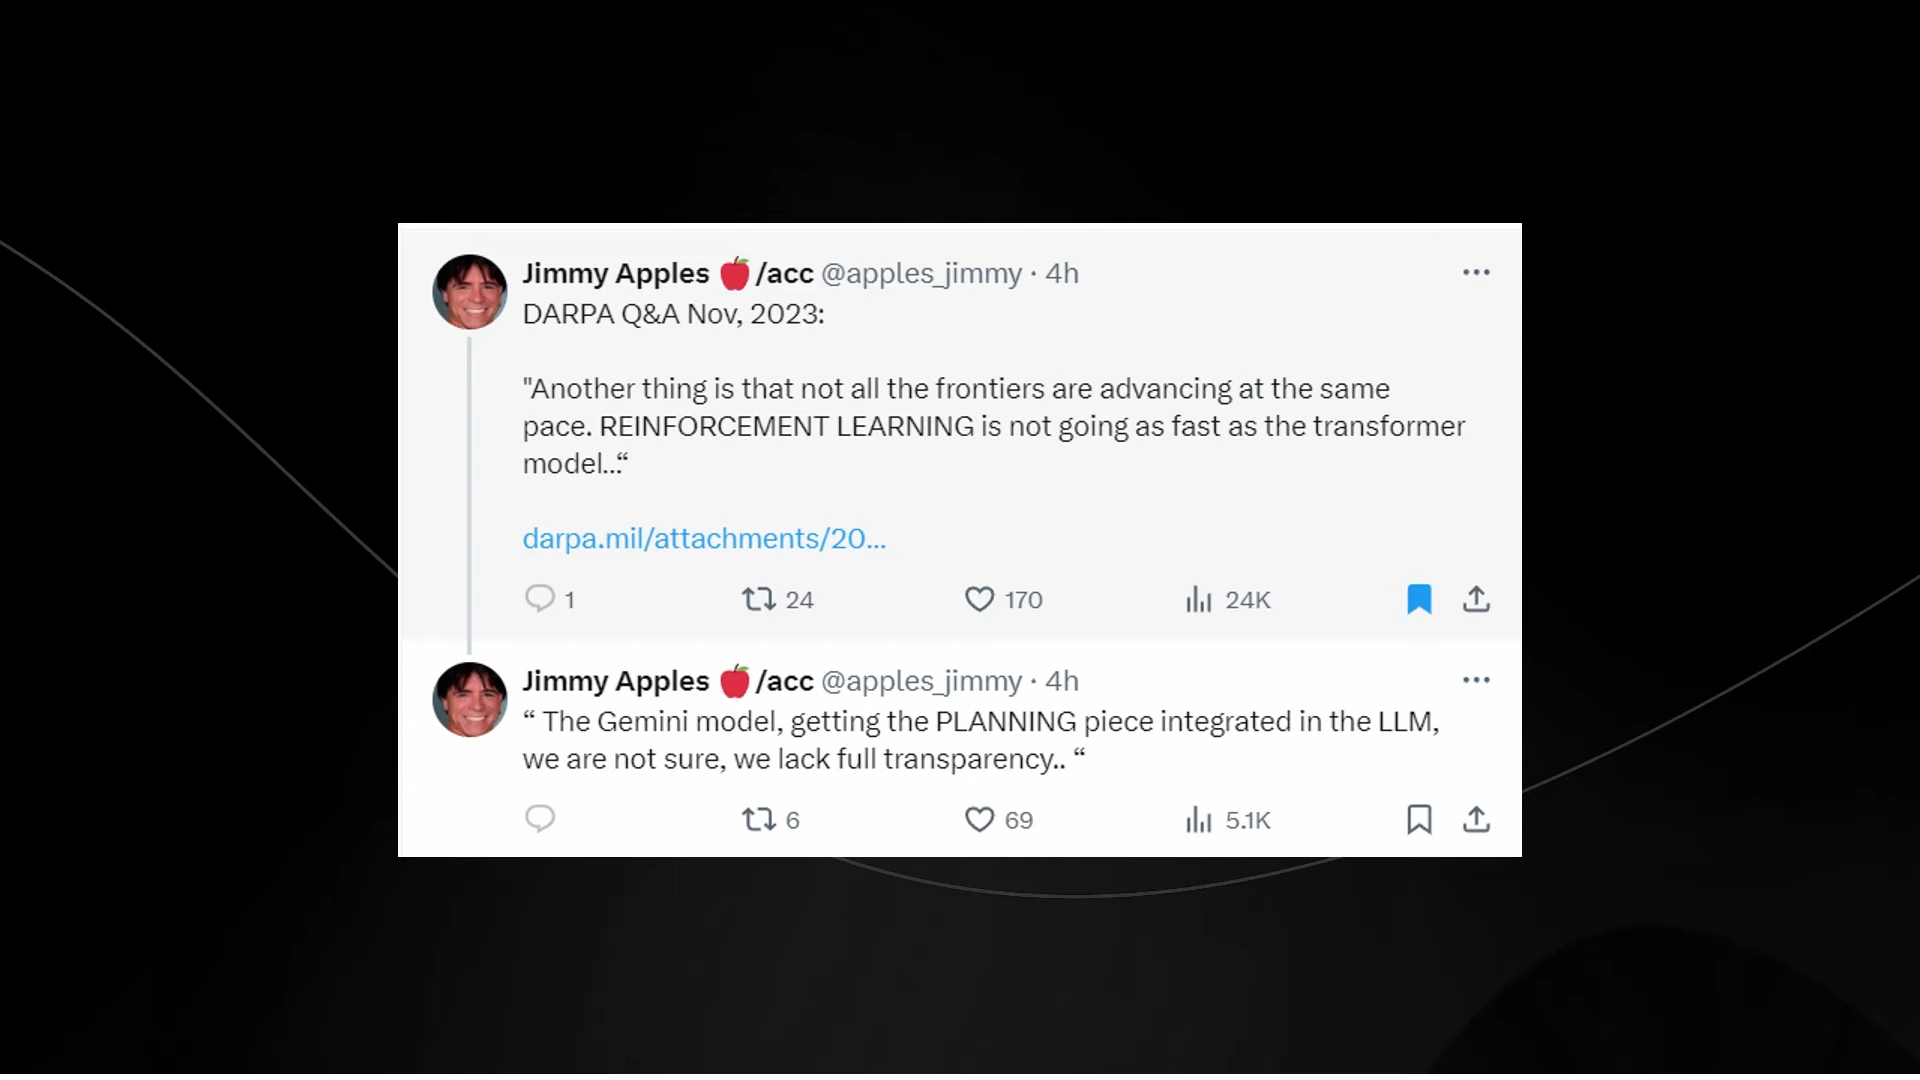 Jimmy Apples 🍎/acc @apples_jimmy · 4h
DARPA Q&A Nov, 2023:
"Another thing is that not all the frontiers are advancing at the same
pace. REINFORCEMENT LEARNING is not going as fast as the transformer
model...“
darpa.mil/attachments/20...
1 24 170 24K
Jimmy Apples 🍎/acc @apples_jimmy · 4h
“ The Gemini model, getting the PLANNING piece integrated in the LLM,
we are not sure, we lack full transparency.. “
6 69 5.1K